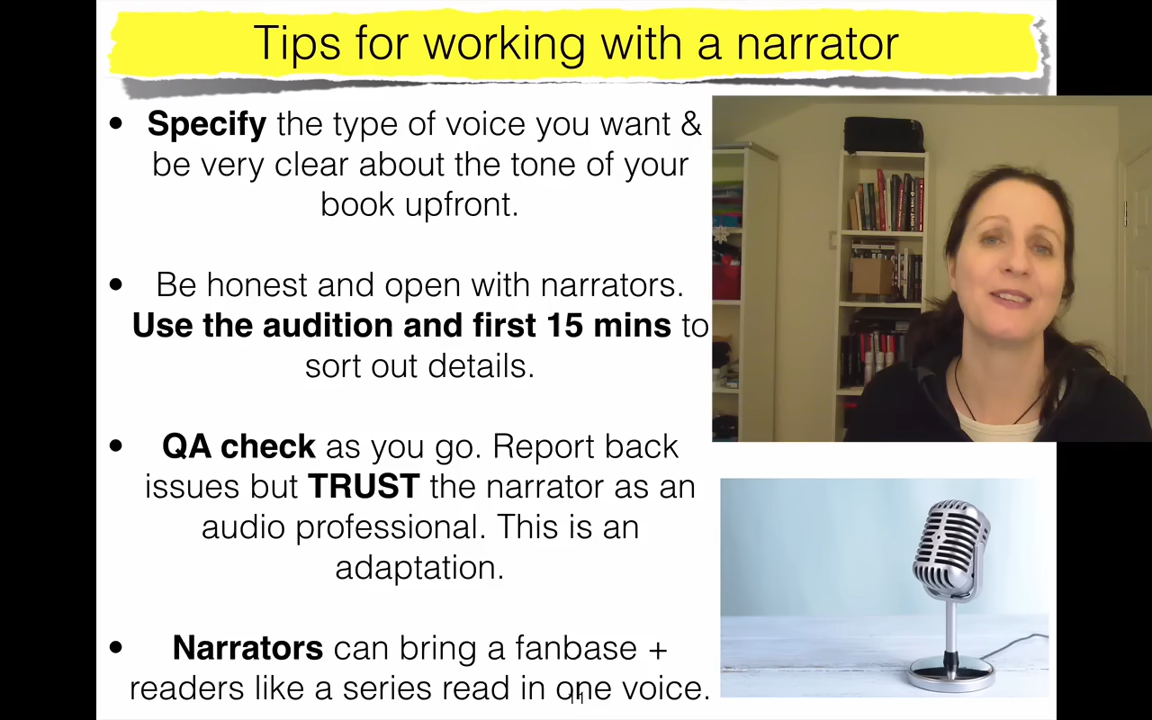 Tips for working with a narrator
• Specify the type of voice you want &
be very clear about the tone of your
book upfront.
• Be honest and open with narrators.
Use the audition and first 15 mins to
sort out details.
• QA check as you go. Report back
issues but TRUST the narrator as an
audio professional. This is an
adaptation.
• Narrators can bring a fanbase +
readers like a series read in one voice.
11